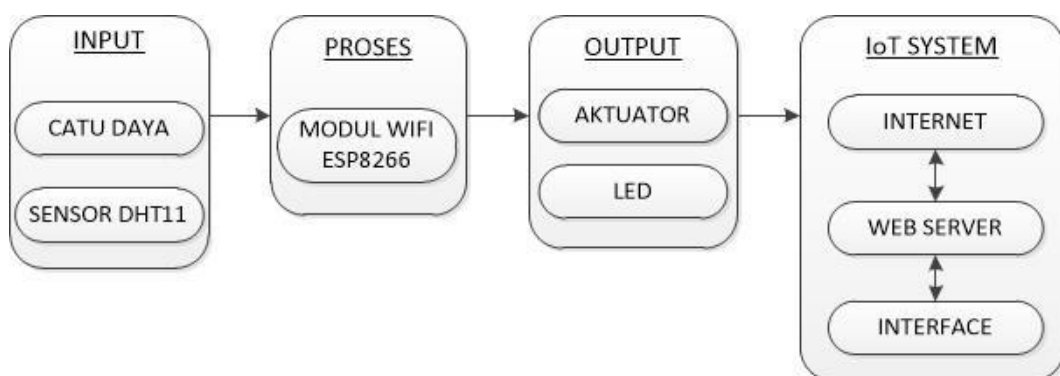 INPUT
CATU DAYA
SENSOR DHT11
PROSES
MODUL WIFI
ESP8266
OUTPUT
AKTUATOR
LED
IoT SYSTEM
INTERNET
WEB SERVER
INTERFACE